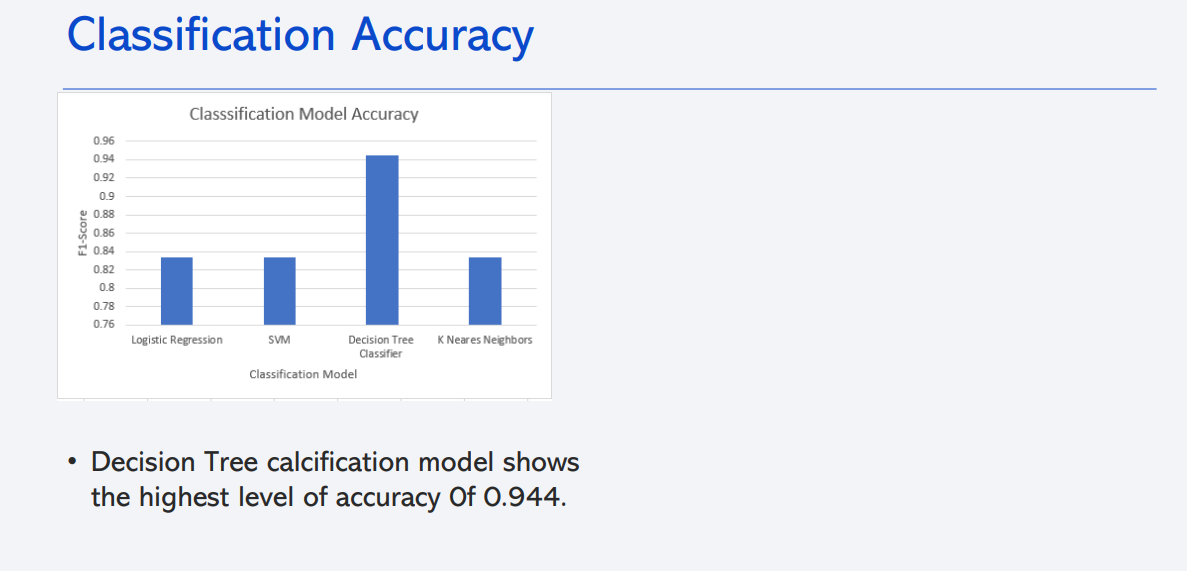 Classification Accuracy
Classsification Model Accuracy
0.96
0.94
0.92
0.9
0.88
0.86
0.84
0.82
0.8
0.78
0.76
F1-Score
Logistic Regression
SVM
Decision Tree
Classifier
K Neares Neighbors
Classification Model
• Decision Tree calcification model shows
the highest level of accuracy 0f 0.944.